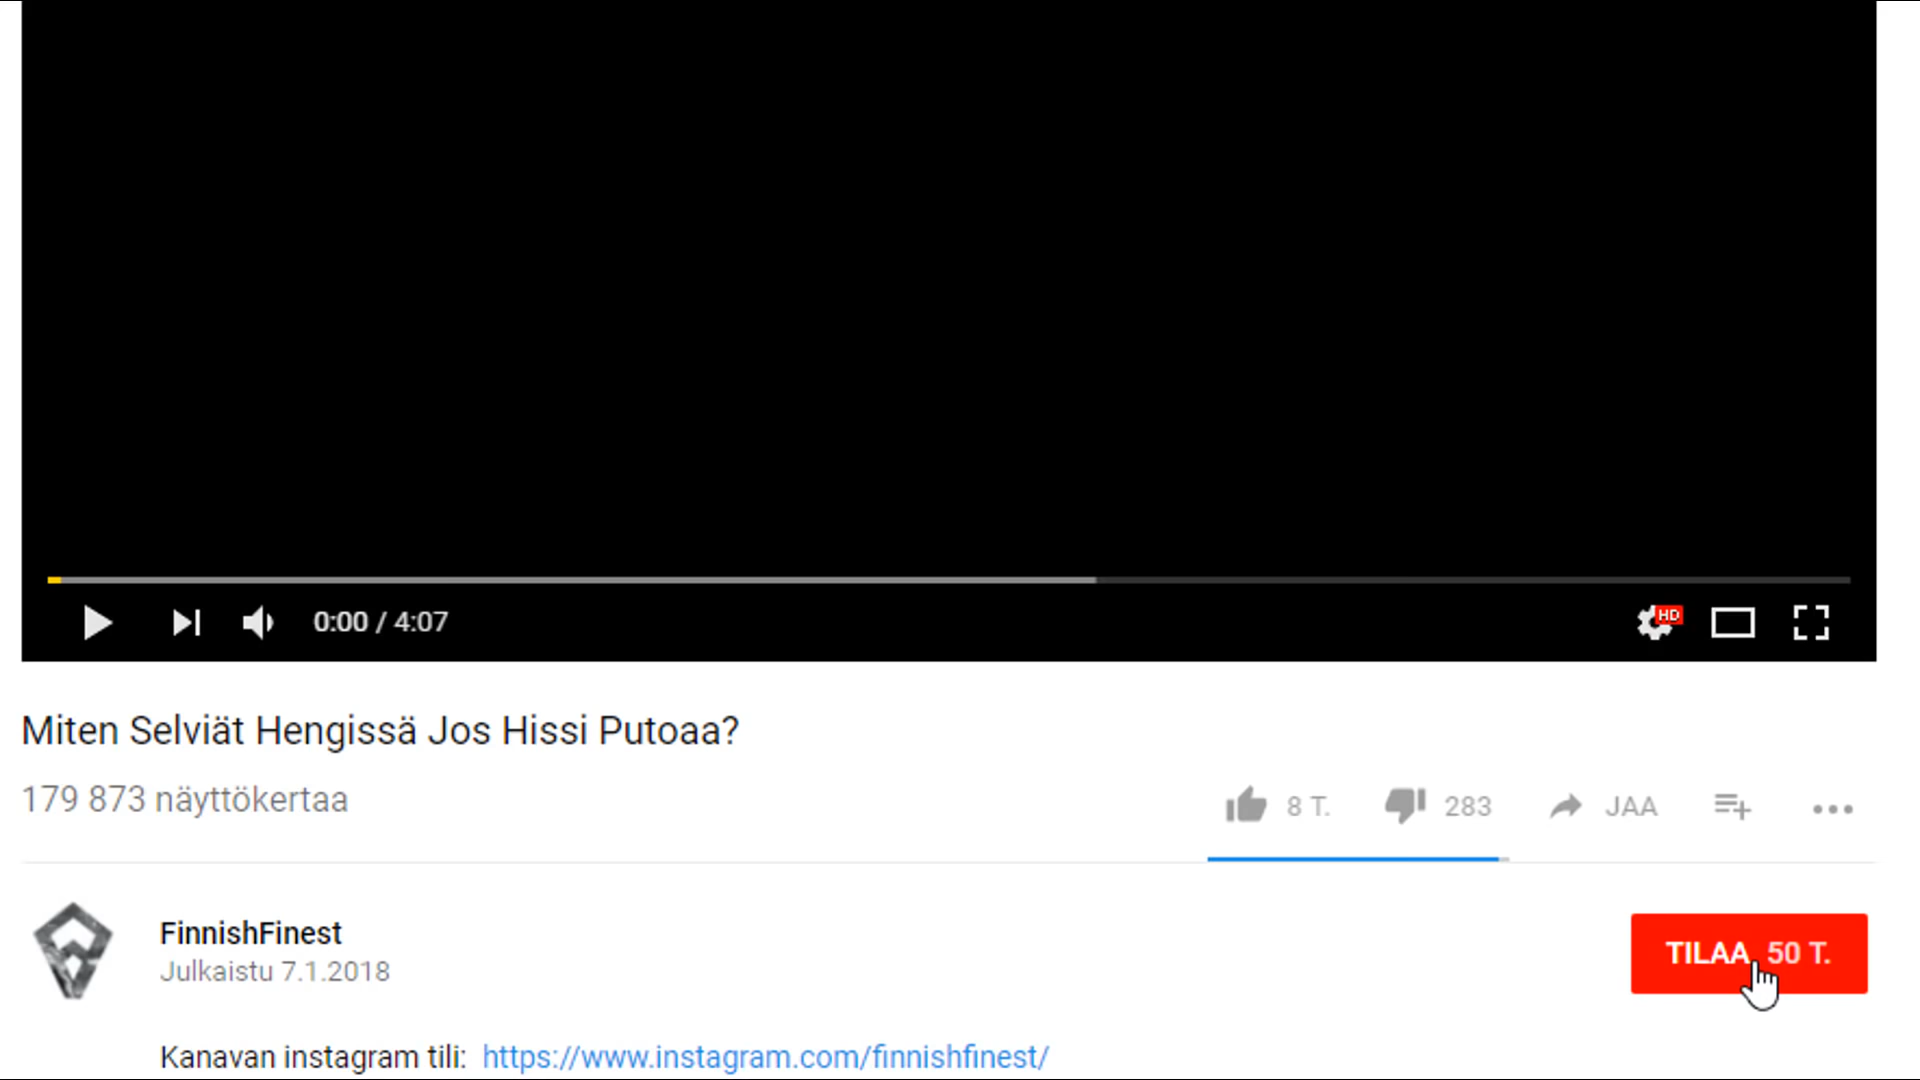 0:00 / 4:07
HD
Miten Selviät Hengissä Jos Hissi Putoaa?
179 873 näyttökertaa
8 T.
283
JAA
FinnishFinest
Julkaistu 7.1.2018
TILAA 50 T.
Kanavan instagram tili: https://www.instagram.com/finnishfinest/